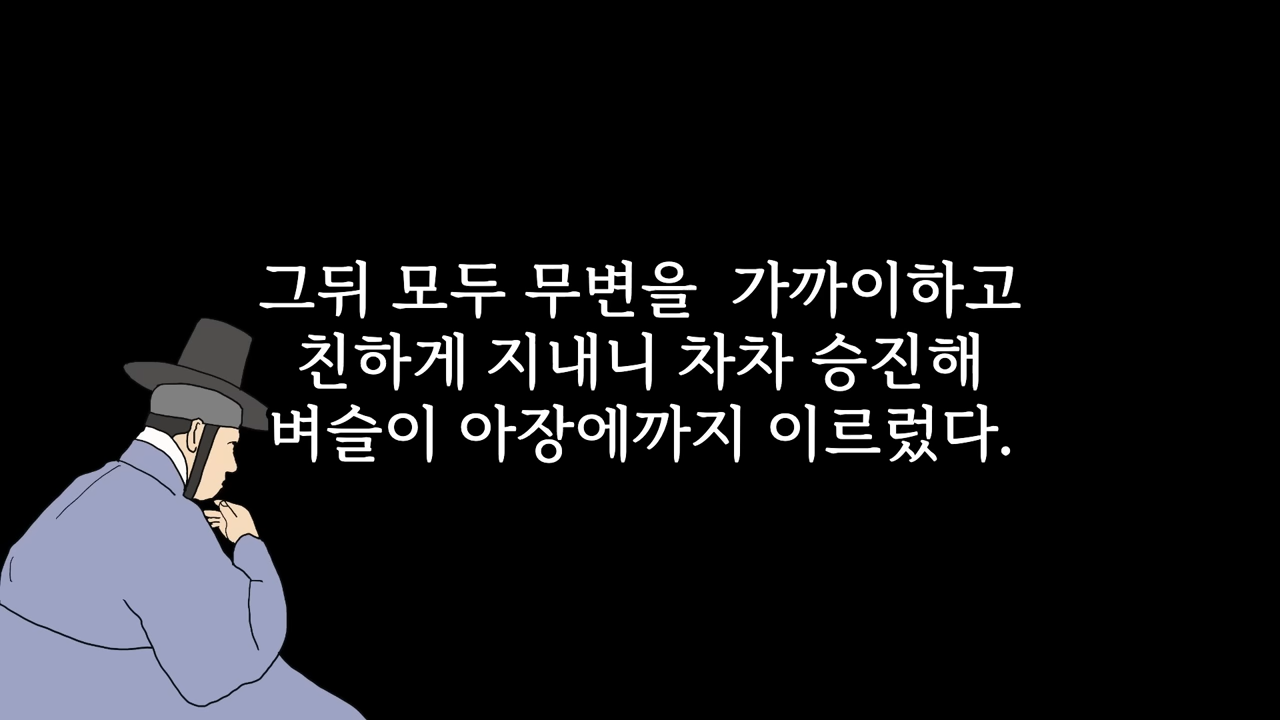 그뒤 모두 무변을  가까이하고
친하게 지내니 차차 승진해
벼슬이 아장에까지 이르렀다.